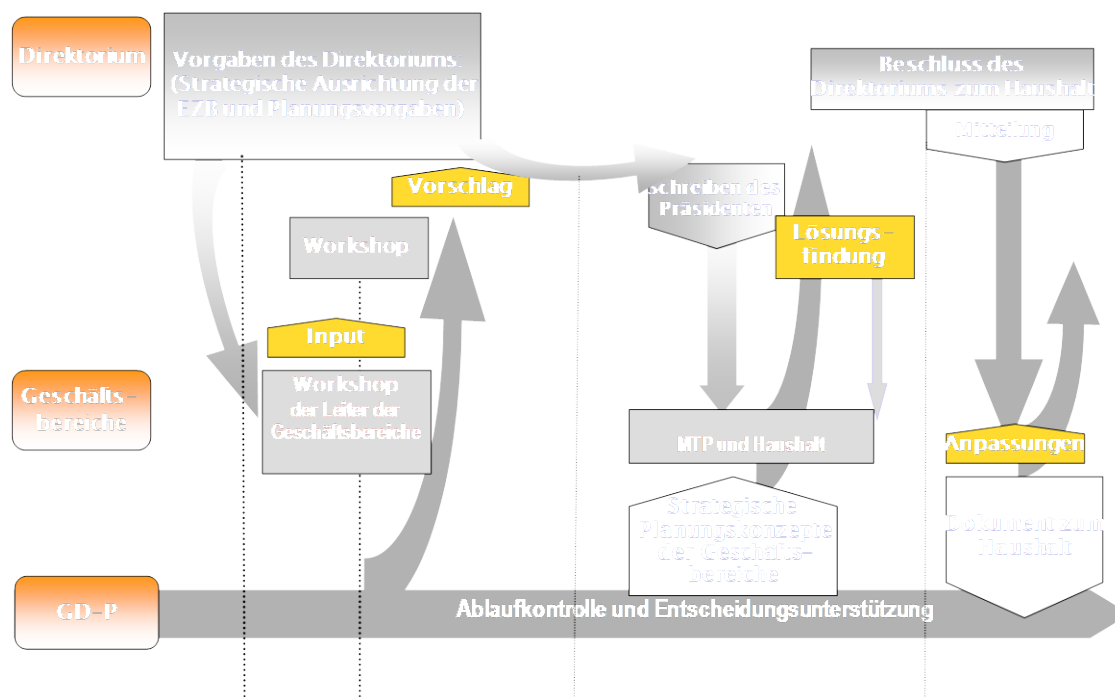 Direktorium
Vorgaben des Direktoriums:
(Strategische Ausrichtung der
EZB und Planungsvorgaben)
Beschluss des
Direktoriums zum Haushalt
Mitteilung
Vorschlag
Schreiben des
Präsidenten
Workshop
Lösungs-
findung
Input
Geschäfts-
bereiche
Workshop
der Leiter der
Geschäftsbereiche
MTP und Haushalt
Anpassungen
Strategische
Planungskonzepte
der Geschäfts-
bereiche
Dokument zum
Haushalt
GD-P
Ablaufkontrolle und Entscheidungsunterstützung